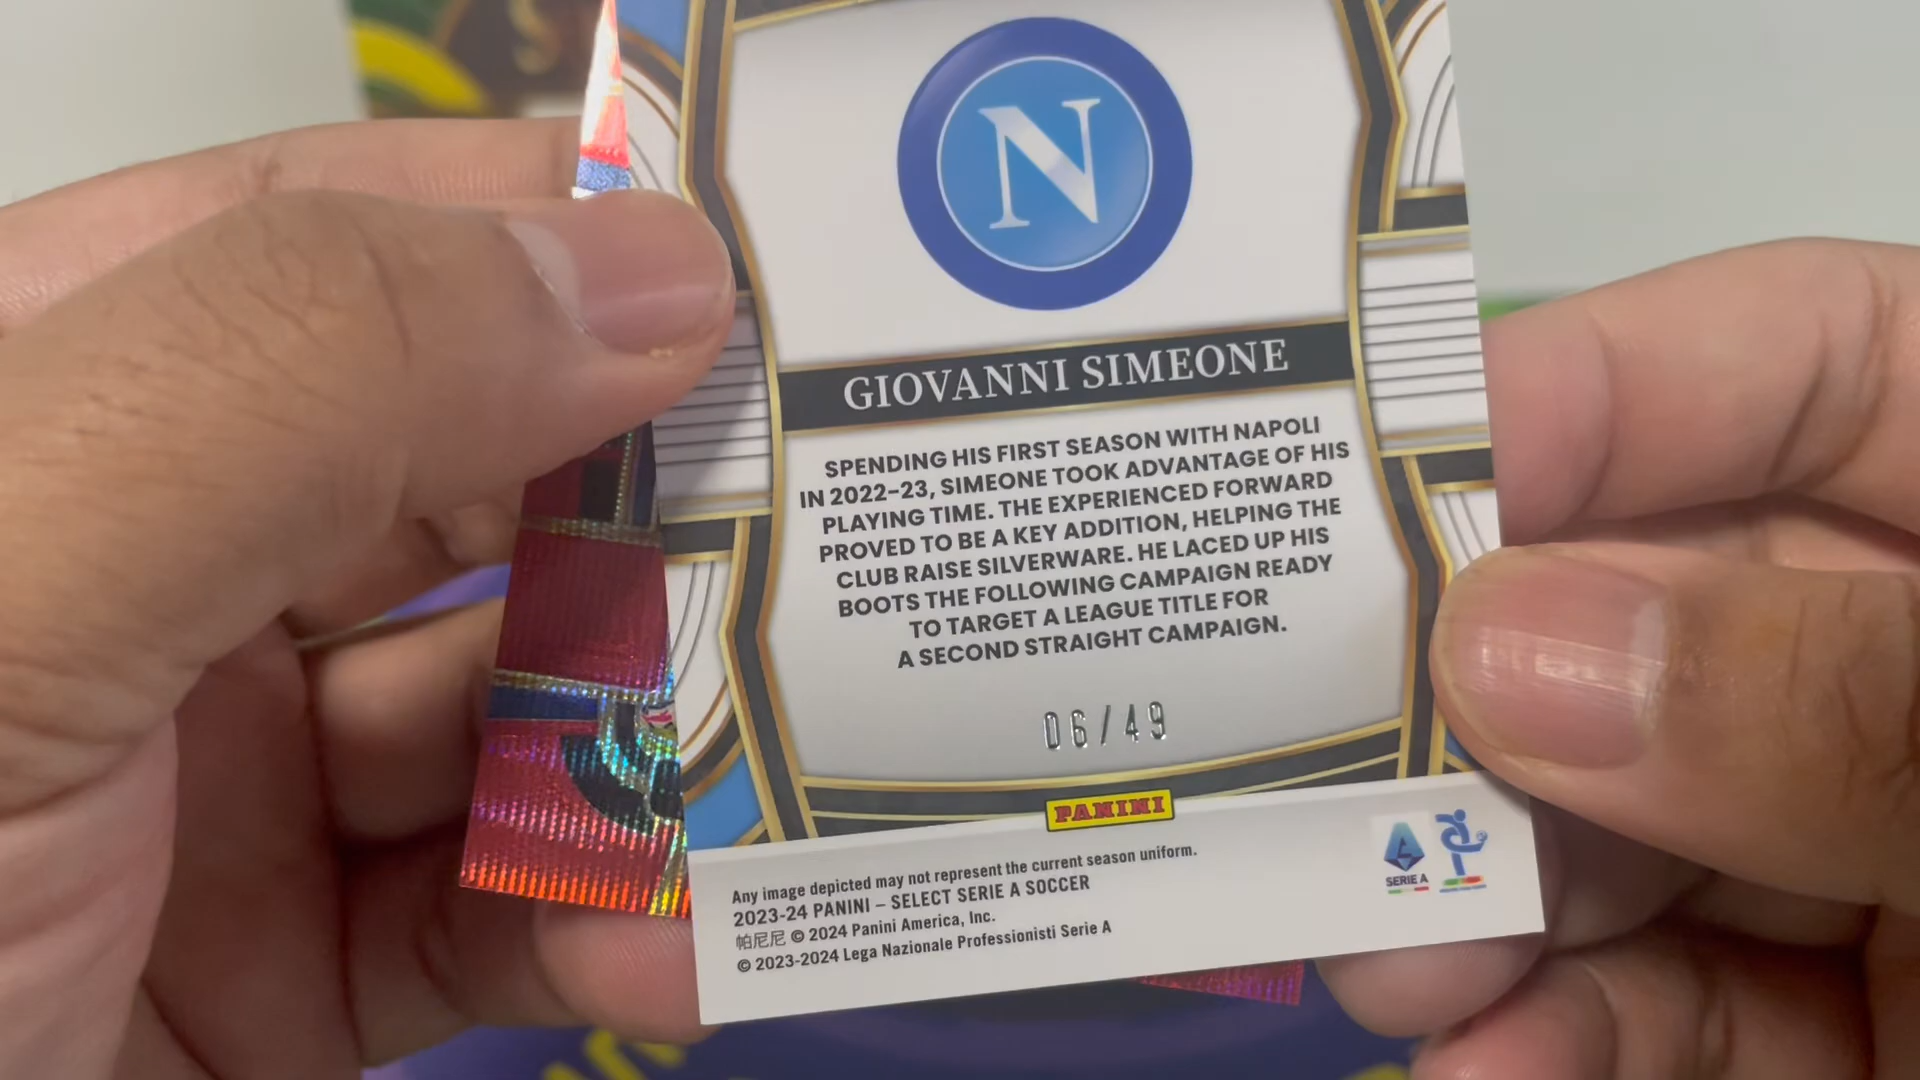 N
GIOVANNI SIMEONE
SPENDING HIS FIRST SEASON WITH NAPOLI
IN 2022-23, SIMEONE TOOK ADVANTAGE OF HIS
PLAYING TIME. THE EXPERIENCED FORWARD
PROVED TO BE A KEY ADDITION, HELPING THE
CLUB RAISE SILVERWARE. HE LACED UP HIS
BOOTS THE FOLLOWING CAMPAIGN READY
TO TARGET A LEAGUE TITLE FOR
A SECOND STRAIGHT CAMPAIGN.
06/49
PANINI
Any image depicted may not represent the current season uniform.
2023-24 PANINI – SELECT SERIE A SOCCER
帕尼尼 © 2024 Panini America, Inc.
© 2023-2024 Lega Nazionale Professionisti Serie A
SERIE A